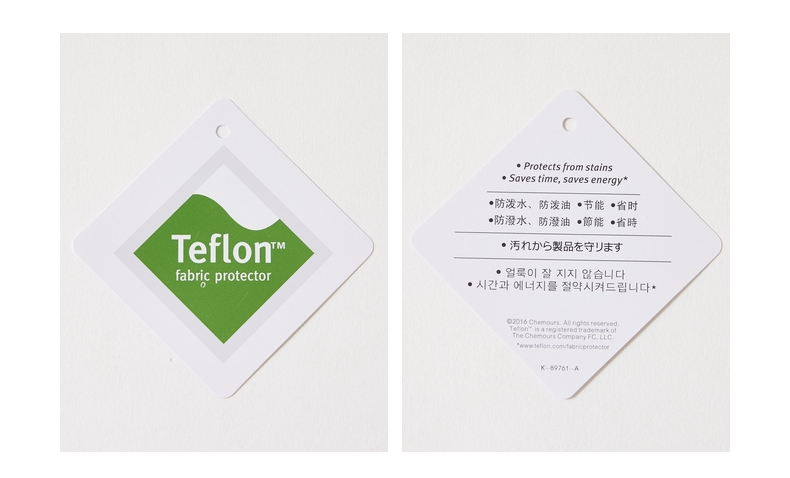 Teflon™
fabric protector
• Protects from stains
• Saves time, saves energy*
•防泼水、防泼油 •节能 •省时
•防潑水、防潑油 •節能 •省時
• 汚れから製品を守ります
• 얼룩이 잘 지지 않습니다
• 시간과 에너지를 절약시켜드립니다*
©2016 Chemours. All rights reserved.
Teflon™ is a registered trademark of
The Chemours Company FC, LLC.
*www.teflon.com/fabricprotector
K-89761-A